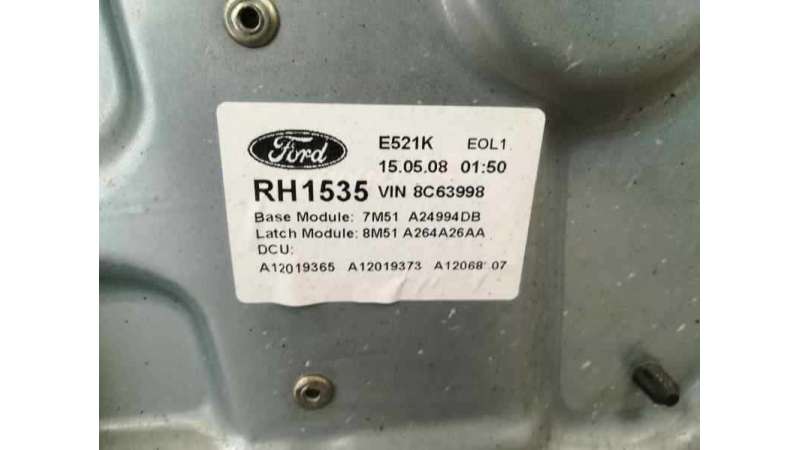 Ford E521K EOL1
15.05.08 01:50
RH1535 VIN 8C63998
Base Module: 7M51 A24994DB
Latch Module: 8M51 A264A26AA
DCU:
A12019365 A12019373